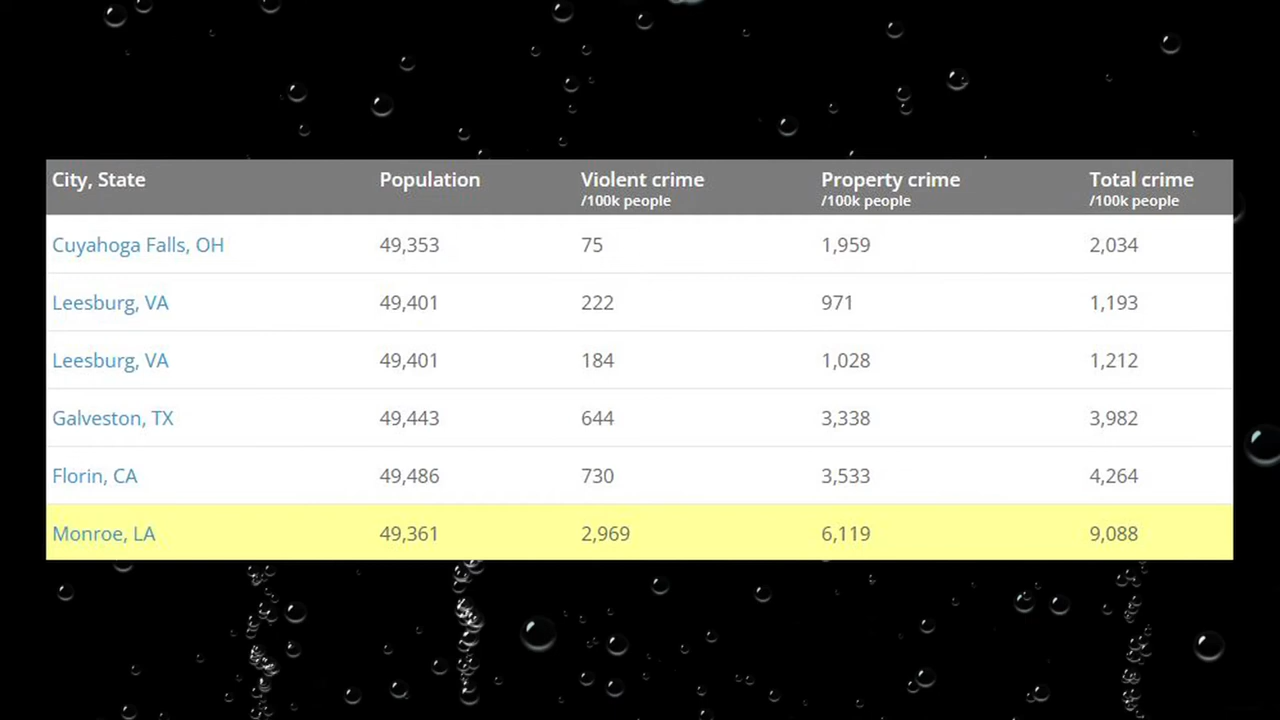 City, State Population Violent crime Property crime Total crime
/100k people /100k people /100k people
Cuyahoga Falls, OH 49,353 75 1,959 2,034
Leesburg, VA 49,401 222 971 1,193
Leesburg, VA 49,401 184 1,028 1,212
Galveston, TX 49,443 644 3,338 3,982
Florin, CA 49,486 730 3,533 4,264
Monroe, LA 49,361 2,969 6,119 9,088